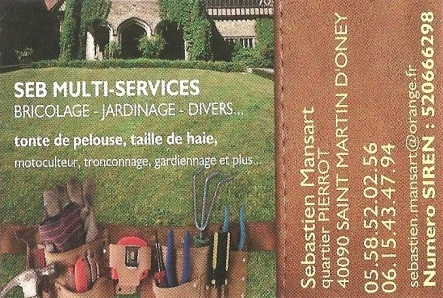 SEB MULTI-SERVICES
BRICOLAGE - JARDINAGE - DIVERS...
tonte de pelouse, taille de haie,
motoculteur, tronconnage, gardiennage et plus...
Sebastien Mansart
quartier PIERROT
40090 SAINT MARTIN D'ONEY
05.58.52.02.56
06.15.43.47.94
sebastien.mansart@orange.fr
Numero SIREN : 520666298